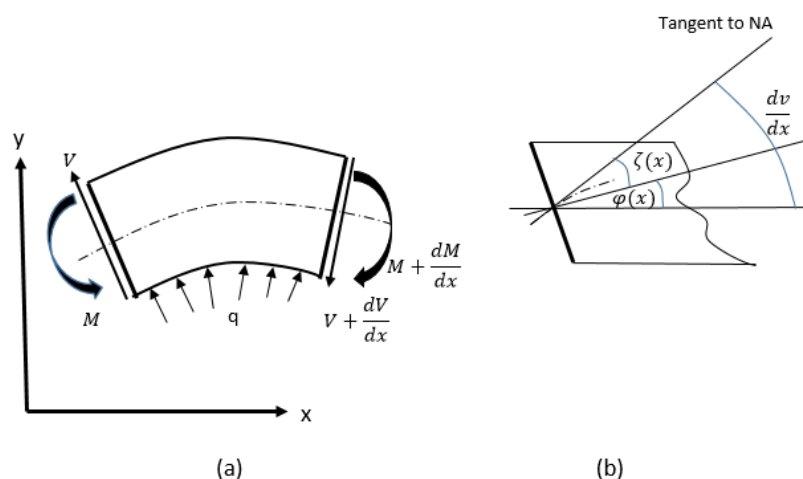 Tangent to NA
dv/dx
y
V
ζ(x)
φ(x)
M
q
M + dM/dx
V + dV/dx
x
(a)
(b)